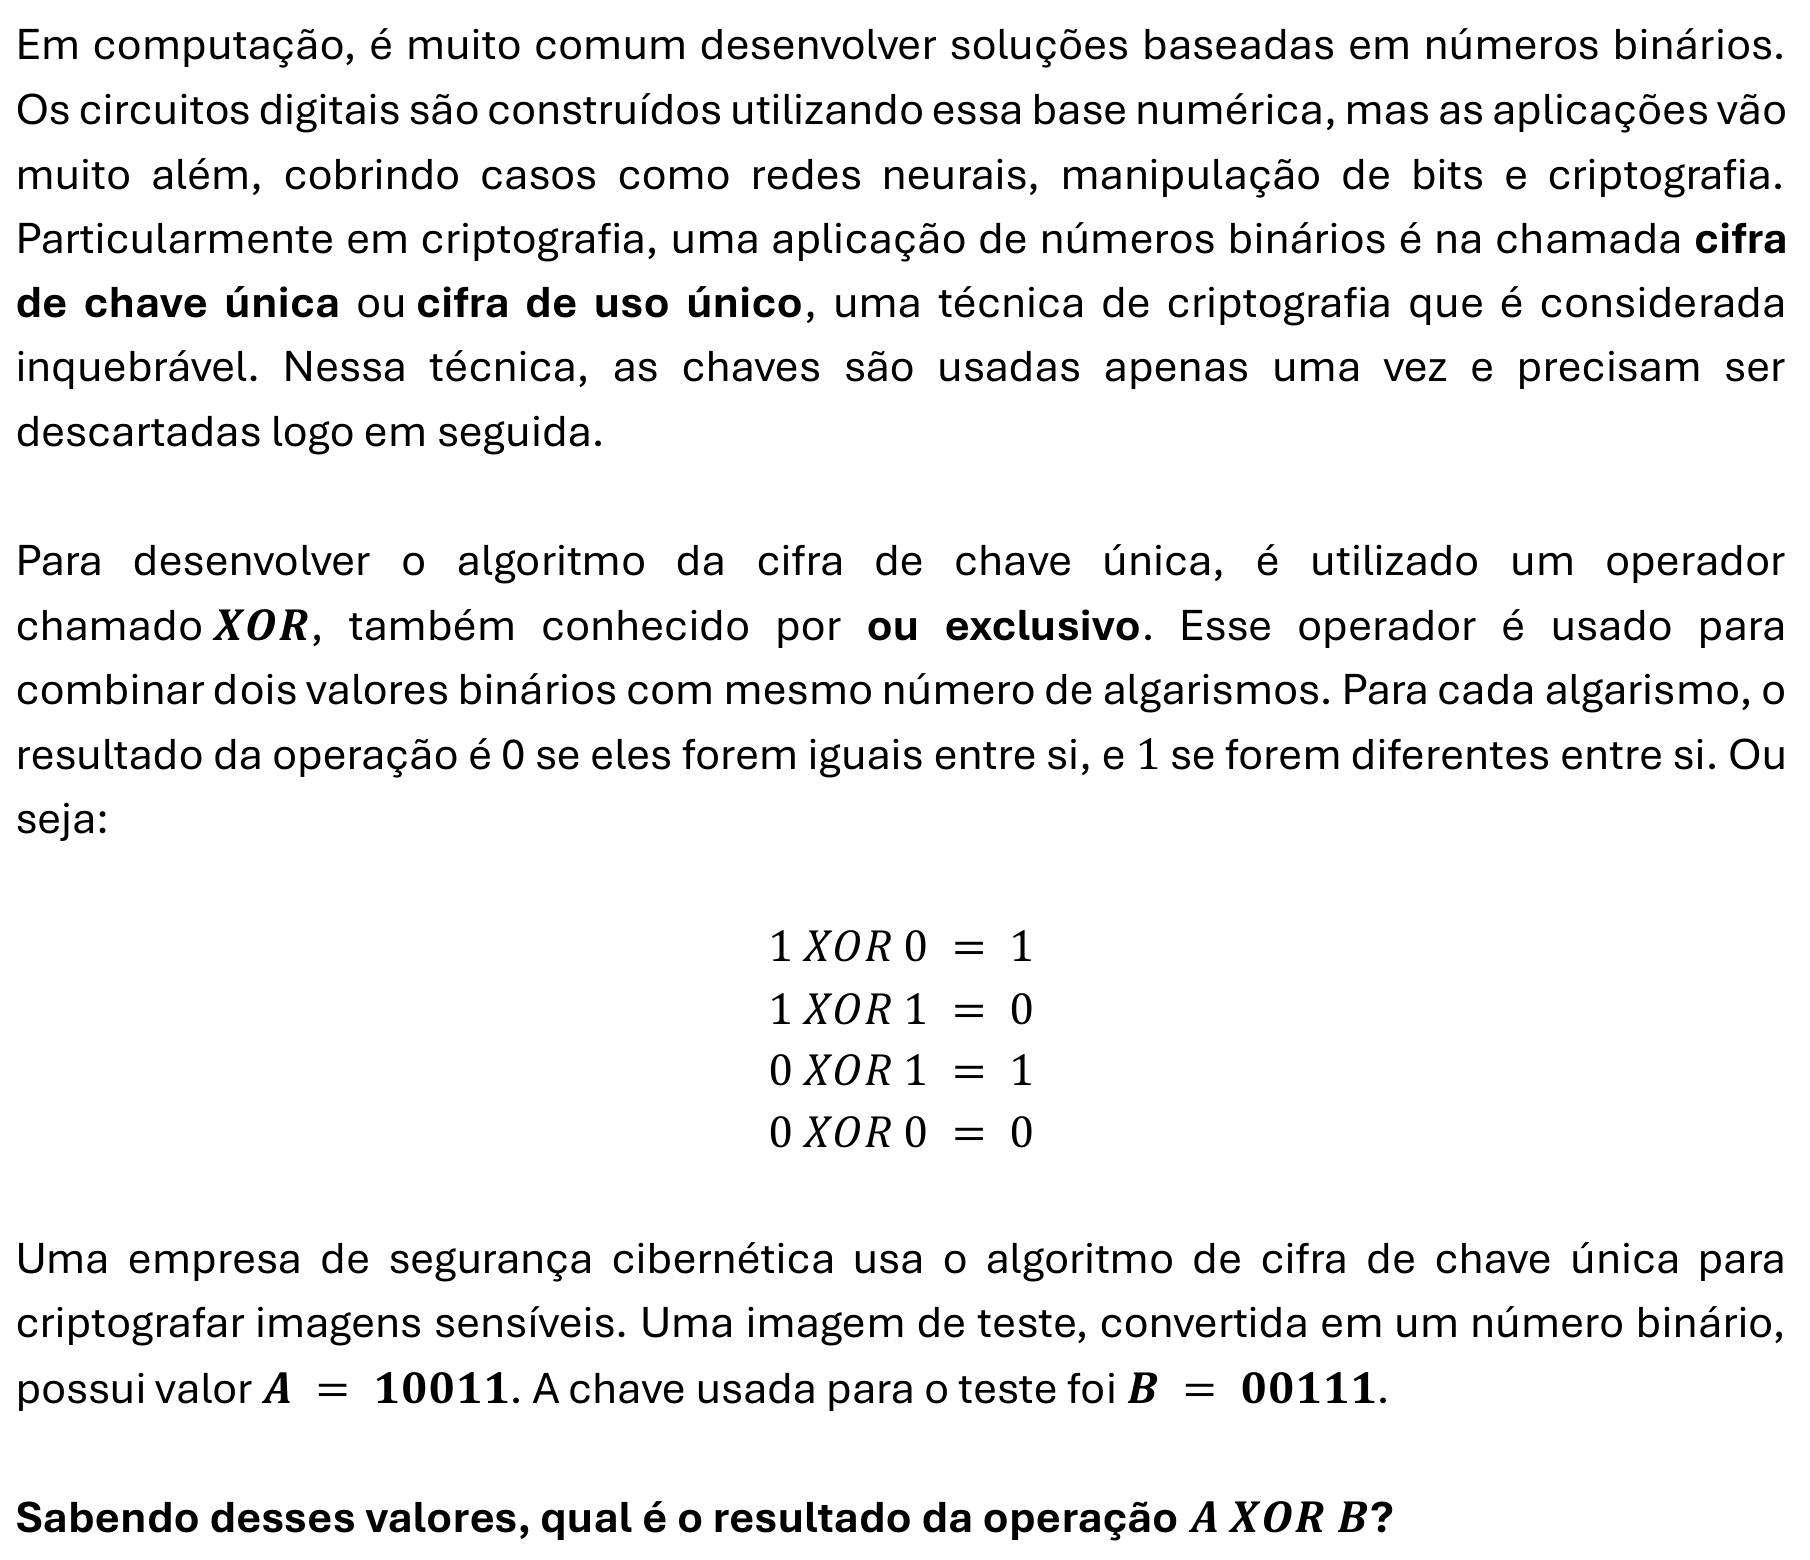 Em computação, é muito comum desenvolver soluções baseadas em números binários.
Os circuitos digitais são construídos utilizando essa base numérica, mas as aplicações vão
muito além, cobrindo casos como redes neurais, manipulação de bits e criptografia.
Particularmente em criptografia, uma aplicação de números binários é na chamada cifra
de chave única ou cifra de uso único, uma técnica de criptografia que é considerada
inquebrável. Nessa técnica, as chaves são usadas apenas uma vez e precisam ser
descartadas logo em seguida.
Para desenvolver o algoritmo da cifra de chave única, é utilizado um operador
chamado XOR, também conhecido por ou exclusivo. Esse operador é usado para
combinar dois valores binários com mesmo número de algarismos. Para cada algarismo, o
resultado da operação é 0 se eles forem iguais entre si, e 1 se forem diferentes entre si. Ou
seja:
1 XOR 0 = 1
1 XOR 1 = 0
0 XOR 1 = 1
0 XOR 0 = 0
Uma empresa de segurança cibernética usa o algoritmo de cifra de chave única para
criptografar imagens sensíveis. Uma imagem de teste, convertida em um número binário,
possui valor A = 10011. A chave usada para o teste foi B = 00111.
Sabendo desses valores, qual é o resultado da operação A XOR B?